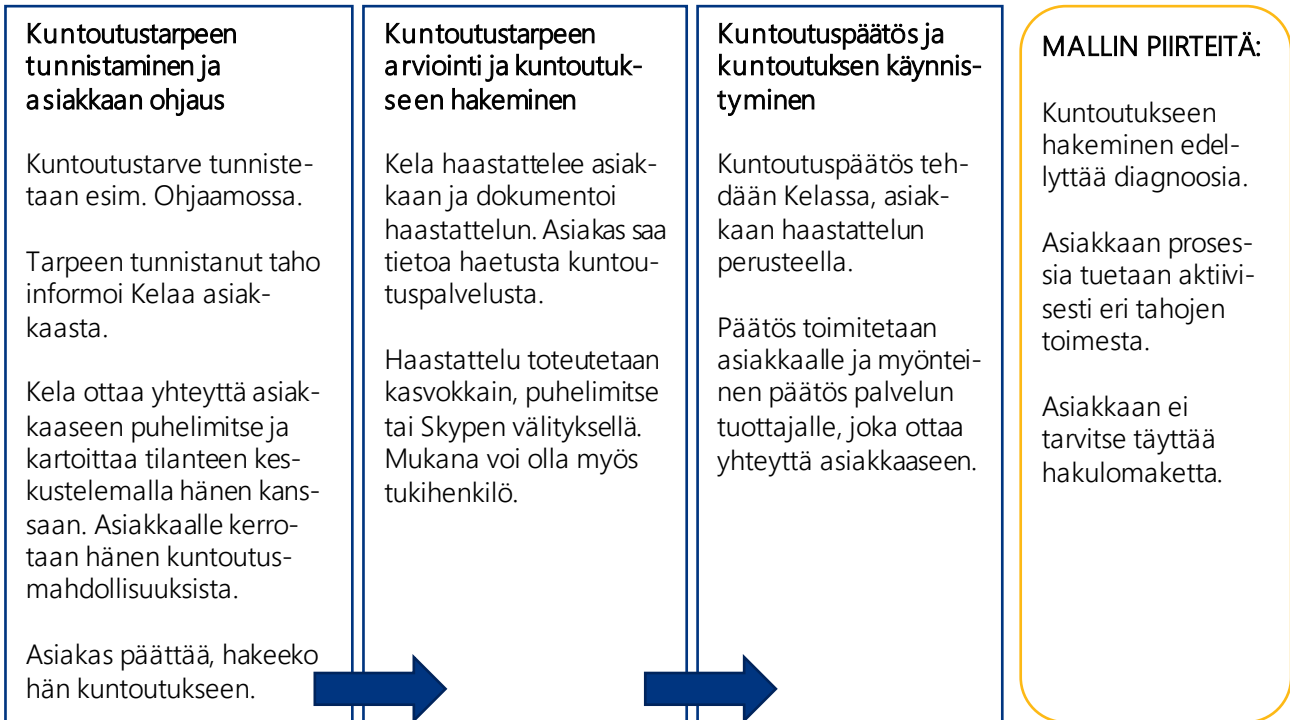 Kuntoutustarpeen
tunnistaminen ja
asiakkaan ohjaus
Kuntoutustarve tunniste-
taan esim. Ohjaamossa.
Tarpeen tunnistanut taho
informoi Kelaa asiak-
kaasta.
Kela ottaa yhteyttä asiak-
kaaseen puhelimitse ja
kartoittaa tilanteen kes-
kustelemalla hänen kans-
saan. Asiakkaalle kerro-
taan hänen kuntoutus-
mahdollisuuksista.
Asiakas päättää, hakeeko
hän kuntoutukseen.
Kuntoutustarpeen
arviointi ja kuntoutuk-
seen hakeminen
Kela haastattelee asiak-
kaan ja dokumentoi
haastattelun. Asiakas saa
tietoa haetusta kuntou-
tuspalvelusta.
Haastattelu toteutetaan
kasvokkain, puhelimitse
tai Skypen välityksellä.
Mukana voi olla myös
tukihenkilö.
Kuntoutuspäätös ja
kuntoutuksen käynnis-
tyminen
Kuntoutuspäätös teh-
dään Kelassa, asiak-
kaan haastattelun
perusteella.
Päätös toimitetaan
asiakkaalle ja myöntei-
nen päätös palvelun
tuottajalle, joka ottaa
yhteyttä asiakkaaseen.
MALLIN PIIRTEITÄ:
Kuntoutukseen
hakeminen edel-
lyttää diagnoosia.
Asiakkaan proses-
sia tuetaan aktiivi-
sesti eri tahojen
toimesta.
Asiakkaan ei
tarvitse täyttää
hakulomaketta.